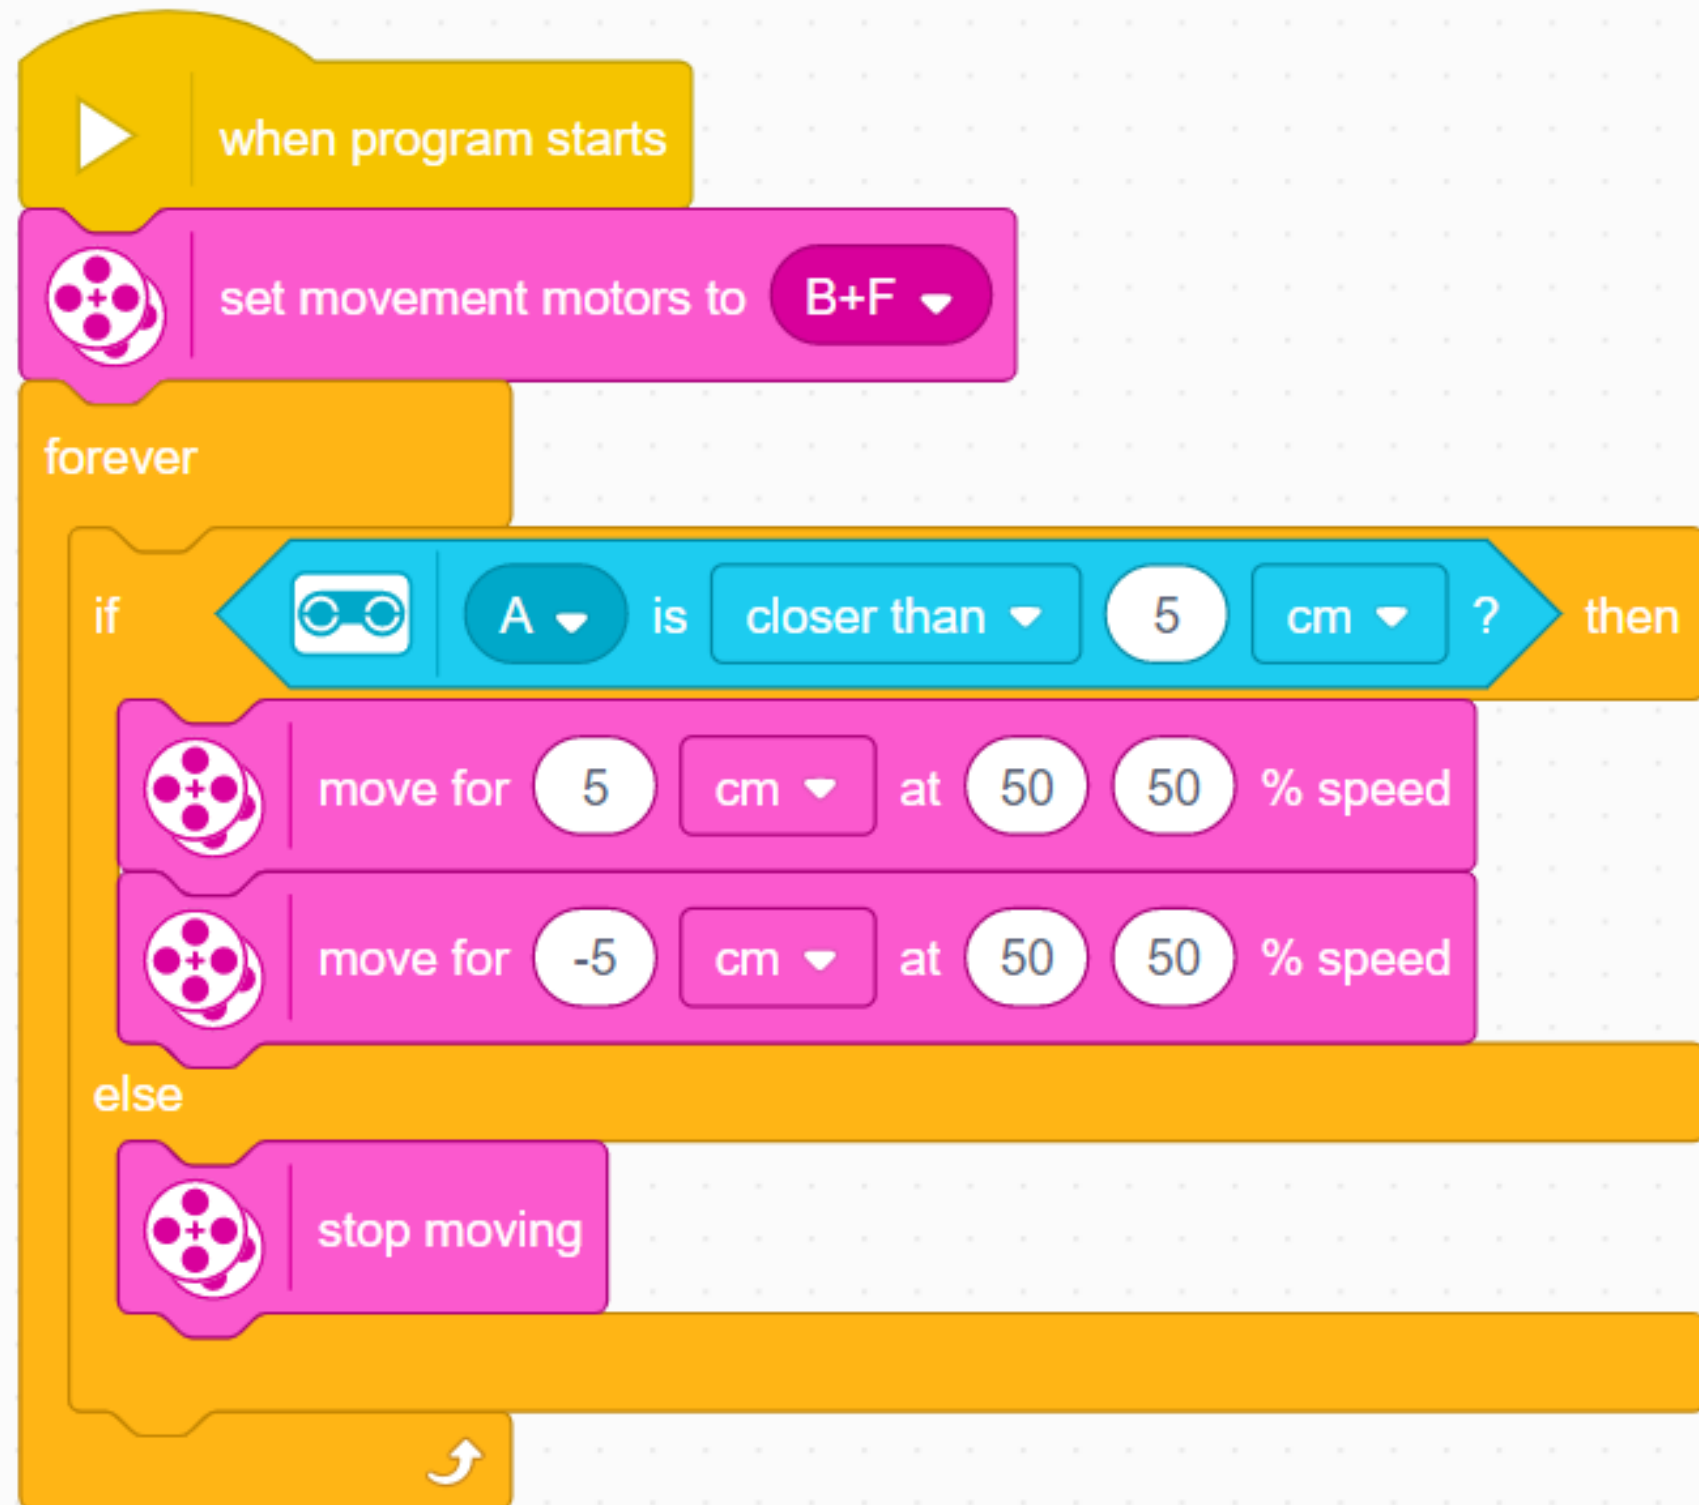 when program starts
set movement motors to B+F
forever
if A is closer than 5 cm ? then
move for 5 cm at 50 50 % speed
move for -5 cm at 50 50 % speed
else
stop moving